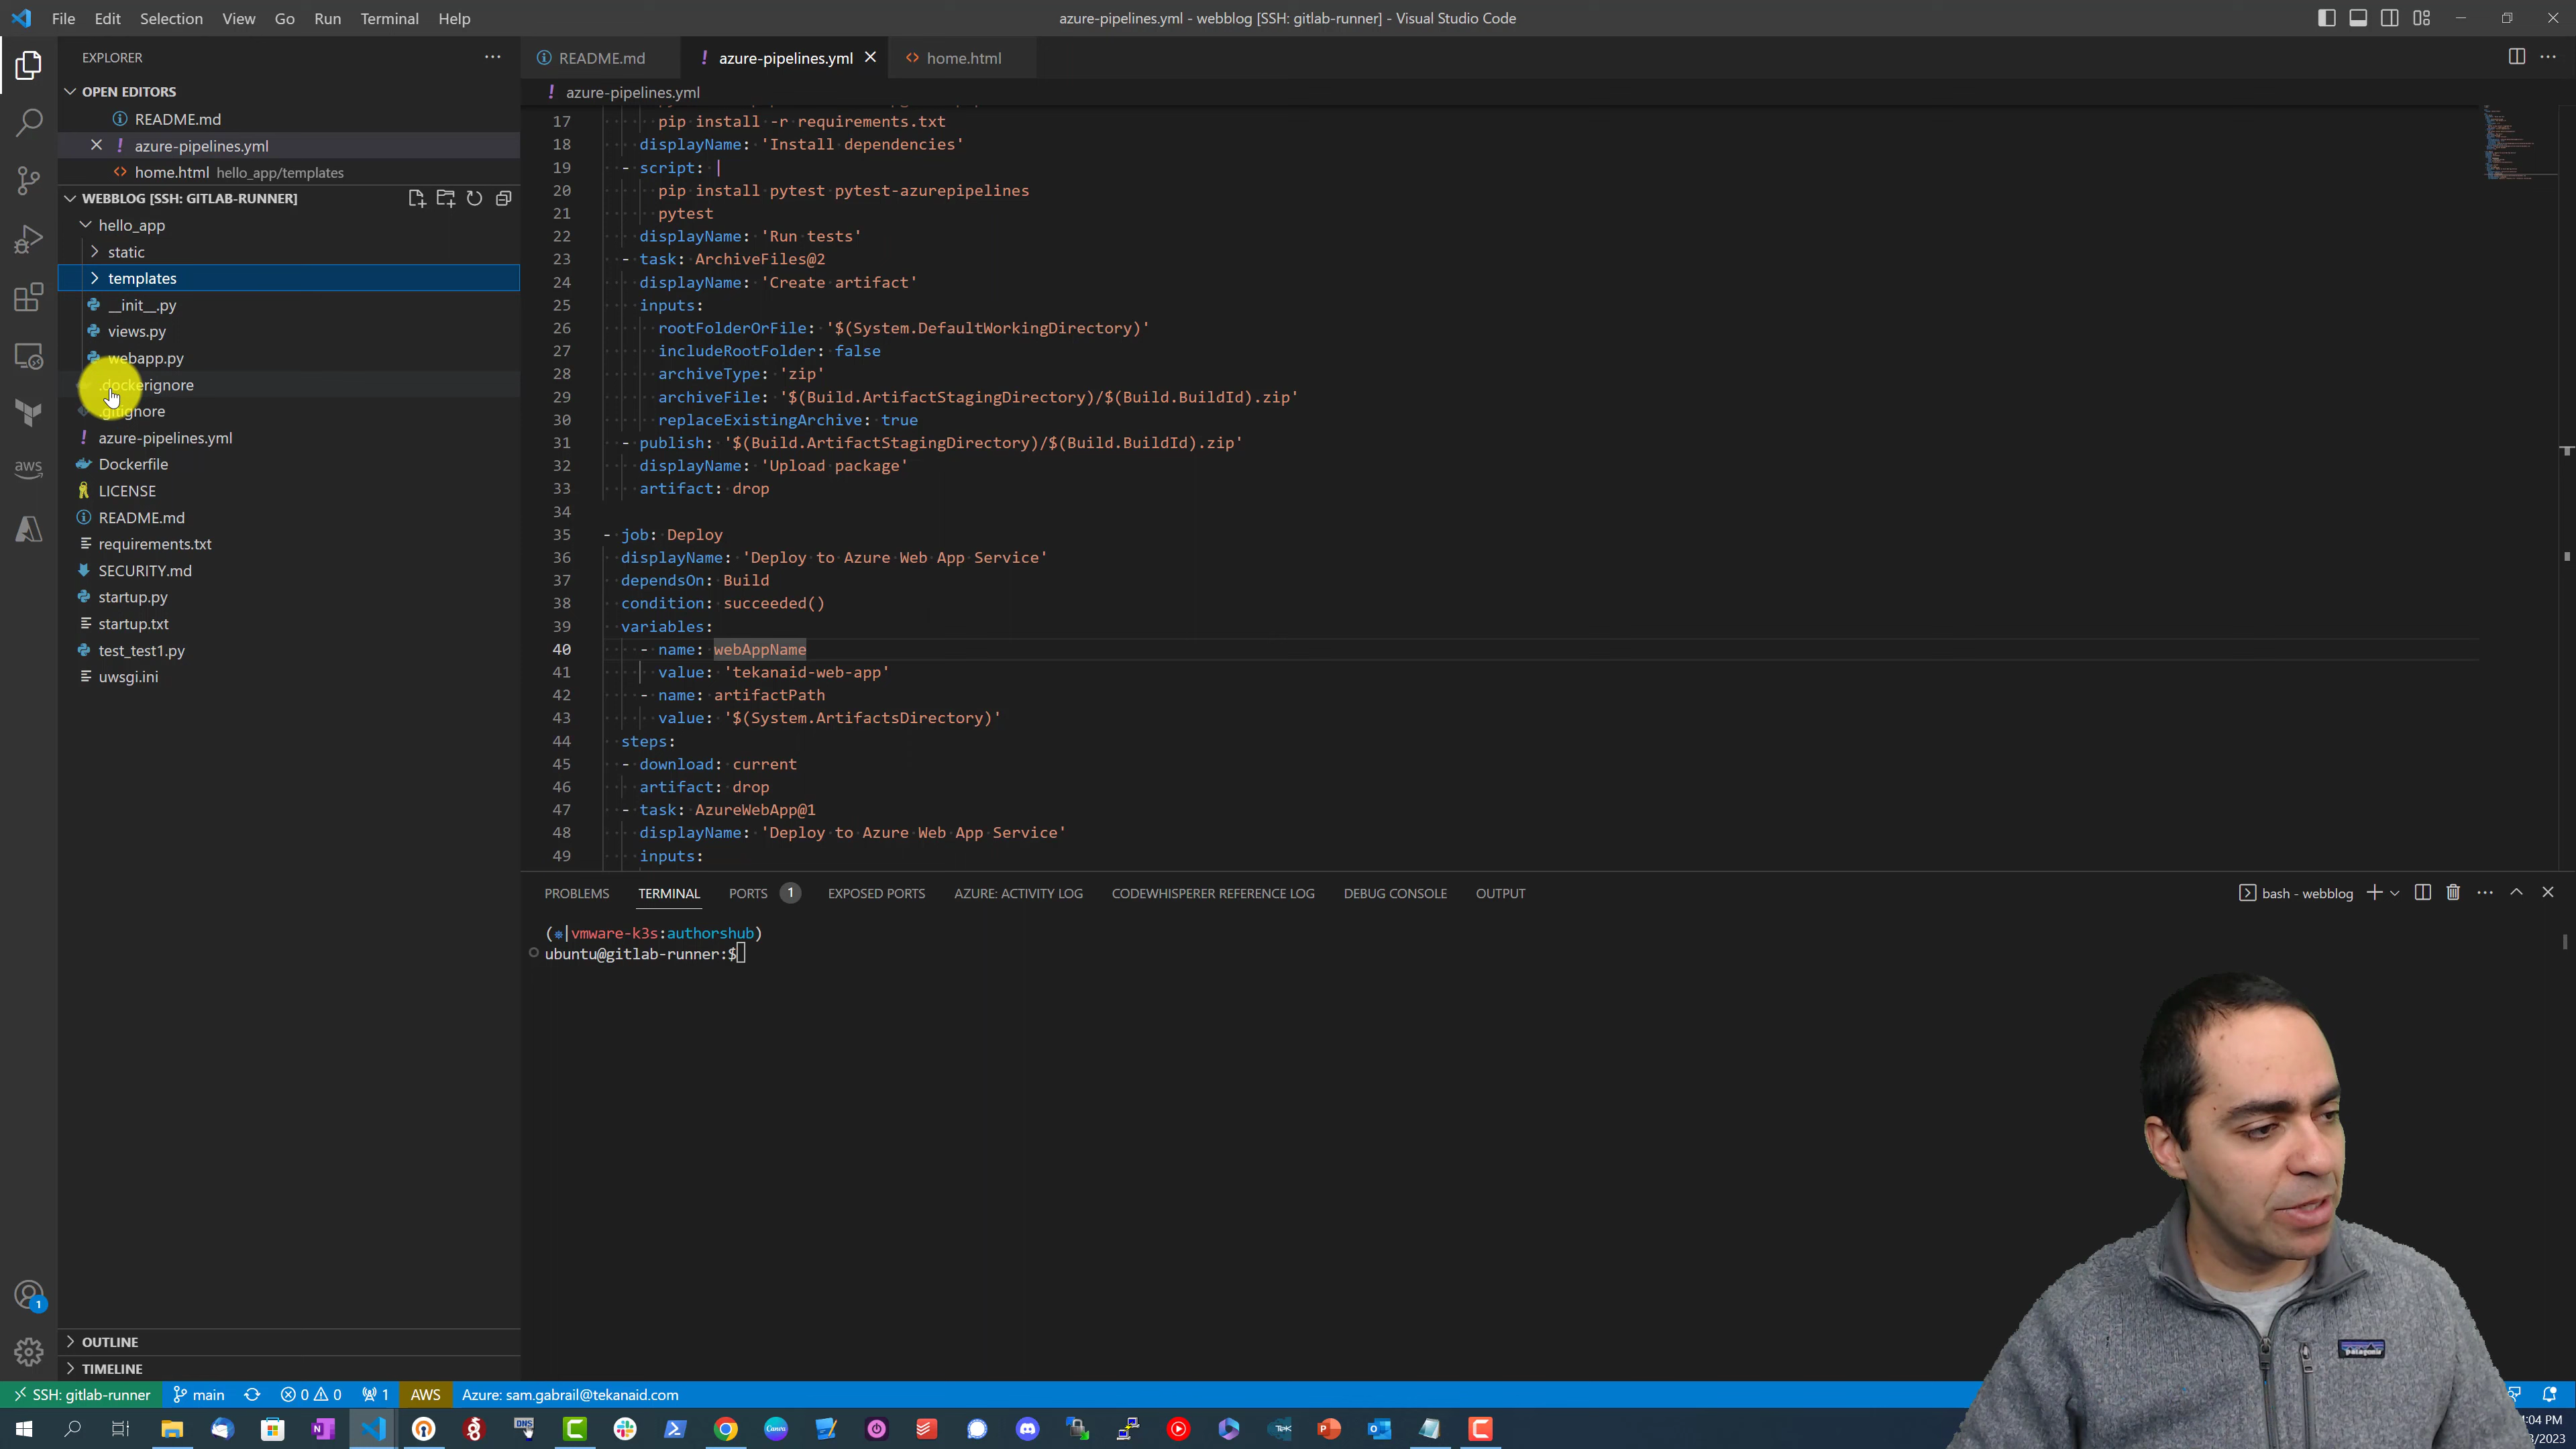 File Edit Selection View Go Run Terminal Help
azure-pipelines.yml - webblog [SSH: gitlab-runner] - Visual Studio Code
EXPLORER
OPEN EDITORS
README.md
azure-pipelines.yml
home.html hello_app/templates
WEBBLOG [SSH: GITLAB-RUNNER]
hello_app
static
templates
__init__.py
views.py
webapp.py
.dockerignore
.gitignore
azure-pipelines.yml
Dockerfile
LICENSE
README.md
requirements.txt
SECURITY.md
startup.py
startup.txt
test_test1.py
uwsgi.ini
OUTLINE
TIMELINE
aws
1
README.md azure-pipelines.yml home.html
azure-pipelines.yml
17 pip install -r requirements.txt
18 displayName: 'Install dependencies'
19 - script: |
20 pip install pytest pytest-azurepipelines
21 pytest
22 displayName: 'Run tests'
23 - task: ArchiveFiles@2
24 displayName: 'Create artifact'
25 inputs:
26 rootFolderOrFile: '$(System.DefaultWorkingDirectory)'
27 includeRootFolder: false
28 archiveType: 'zip'
29 archiveFile: '$(Build.ArtifactStagingDirectory)/$(Build.BuildId).zip'
30 replaceExistingArchive: true
31 - publish: '$(Build.ArtifactStagingDirectory)/$(Build.BuildId).zip'
32 displayName: 'Upload package'
33 artifact: drop
34
35 - job: Deploy
36 displayName: 'Deploy to Azure Web App Service'
37 dependsOn: Build
38 condition: succeeded()
39 variables:
40 - name: webAppName
41 value: 'tekanaid-web-app'
42 - name: artifactPath
43 value: '$(System.ArtifactsDirectory)'
44 steps:
45 - download: current
46 artifact: drop
47 - task: AzureWebApp@1
48 displayName: 'Deploy to Azure Web App Service'
49 inputs:
PROBLEMS TERMINAL PORTS 1 EXPOSED PORTS AZURE: ACTIVITY LOG CODEWHISPERER REFERENCE LOG DEBUG CONSOLE OUTPUT
bash - webblog
(⎈|vmware-k3s:authorshub)
ubuntu@gitlab-runner:$
patagonia
SSH: gitlab-runner main 0 0 1 AWS Azure: sam.gabrail@tekanaid.com
DNS
Canva
:04 PM
/2023